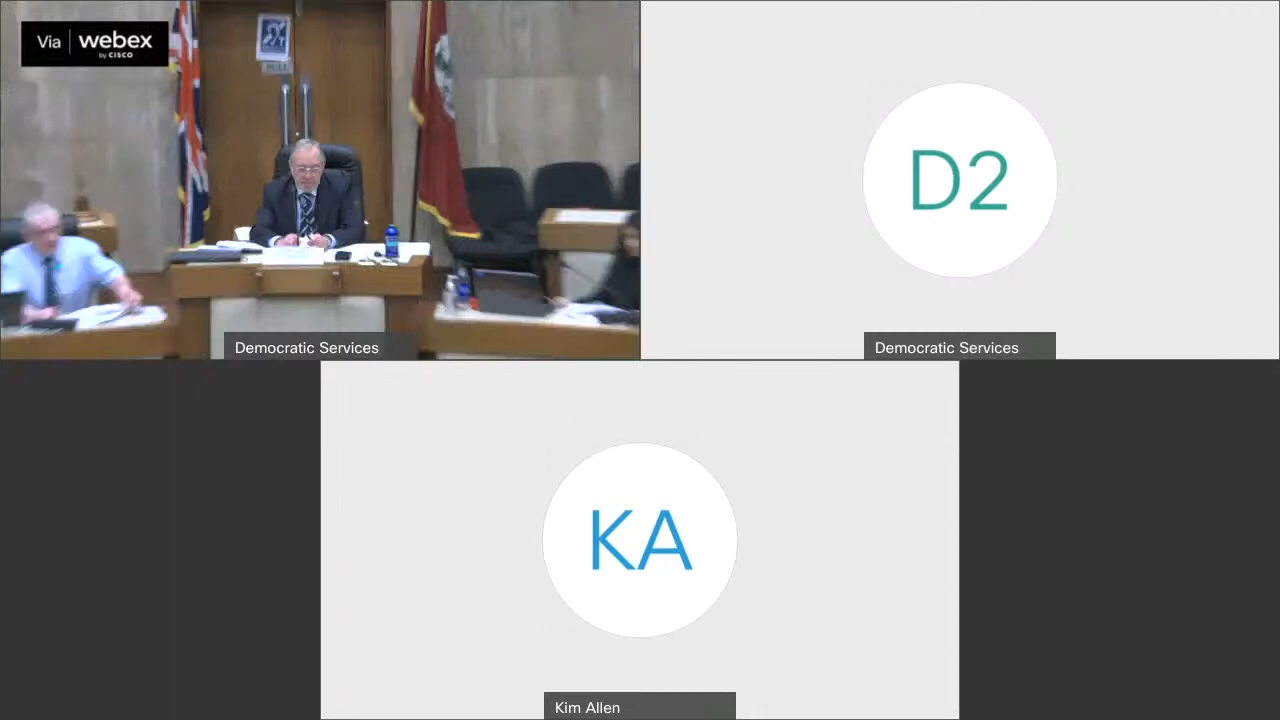 Via webex
by CISCO
Democratic Services
D2
Democratic Services
KA
Kim Allen